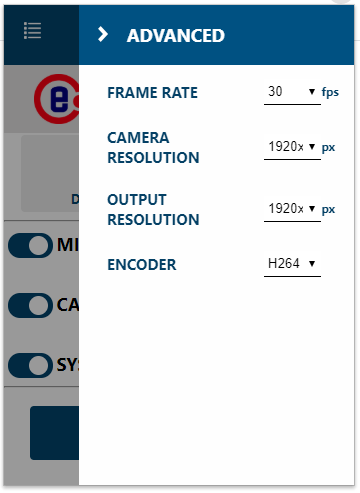 ADVANCED
FRAME RATE 30 fps
CAMERA
RESOLUTION 1920x px
OUTPUT
RESOLUTION 1920x px
ENCODER H264
e
D
MI
CA
SYS